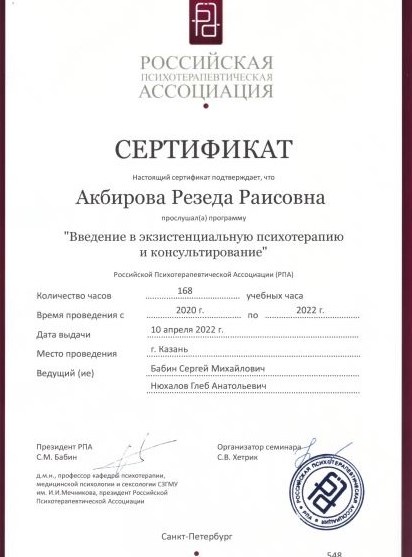 РОССИЙСКАЯ
ПСИХОТЕРАПЕВТИЧЕСКАЯ
АССОЦИАЦИЯ
СЕРТИФИКАТ
Настоящий сертификат подтверждает, что
Акбирова Резеда Раисовна
прослушал(а) программу
"Введение в экзистенциальную психотерапию
и консультирование"
Российской Психотерапевтической Ассоциации (РПА)
Количество часов 168 учебных часа
Время проведения с 2020 г. по 2022 г.
Дата выдачи 10 апреля 2022 г.
Место проведения г. Казань
Ведущий (ие) Бабин Сергей Михайлович
Нюхалов Глеб Анатольевич
Президент РПА
С.М. Бабин
Организатор семинара
С.В. Хетрик
д.м.н., профессор кафедры психотерапии,
медицинской психологии и сексологии СЗГМУ
им. И.И.Мечникова, президент Российской
Психотерапевтической Ассоциации
РОССИЙСКАЯ ПСИХОТЕРАПЕВТИЧЕСКАЯ АССОЦИАЦИЯ
Санкт-Петербург
548